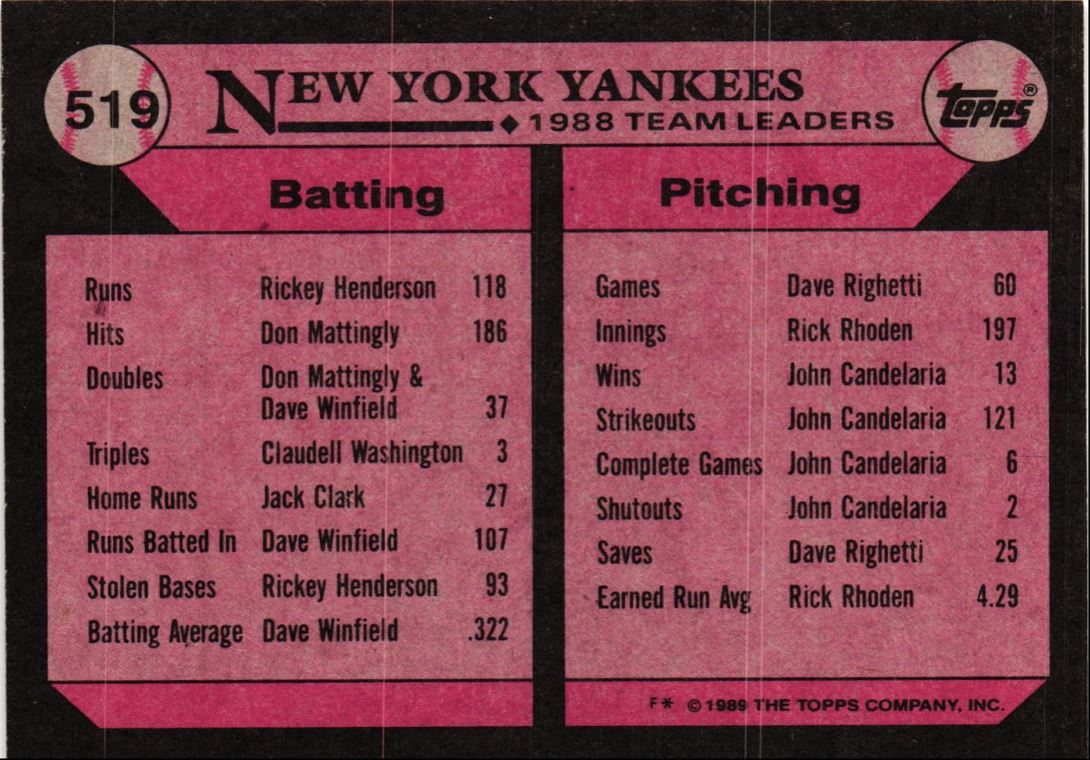 519
NEW YORK YANKEES
1988 TEAM LEADERS
TOPPS®
Batting
Runs Rickey Henderson 118
Hits Don Mattingly 186
Doubles Don Mattingly &
Dave Winfield 37
Triples Claudell Washington 3
Home Runs Jack Clark 27
Runs Batted In Dave Winfield 107
Stolen Bases Rickey Henderson 93
Batting Average Dave Winfield .322
Pitching
Games Dave Righetti 60
Innings Rick Rhoden 197
Wins John Candelaria 13
Strikeouts John Candelaria 121
Complete Games John Candelaria 6
Shutouts John Candelaria 2
Saves Dave Righetti 25
Earned Run Avg Rick Rhoden 4.29
F* © 1989 THE TOPPS COMPANY, INC.